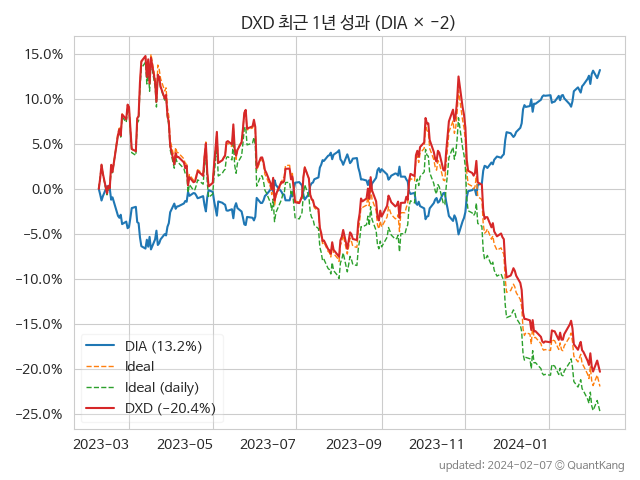 DXD 최근 1년 성과 (DIA × −2)
15.0%
10.0%
5.0%
0.0%
−5.0%
−10.0%
−15.0%
−20.0%
−25.0%
DIA (13.2%)
Ideal
Ideal (daily)
DXD (−20.4%)
2023−03 2023−05 2023−07 2023−09 2023−11 2024−01
updated: 2024−02−07 © QuantKang